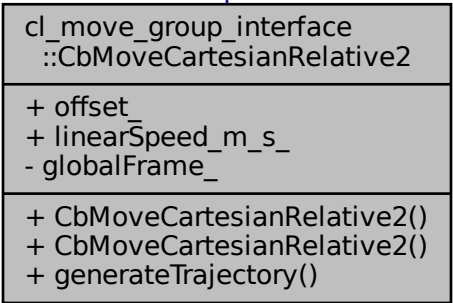 cl_move_group_interface
::CbMoveCartesianRelative2
+ offset_
+ linearSpeed_m_s_
- globalFrame_
+ CbMoveCartesianRelative2()
+ CbMoveCartesianRelative2()
+ generateTrajectory()